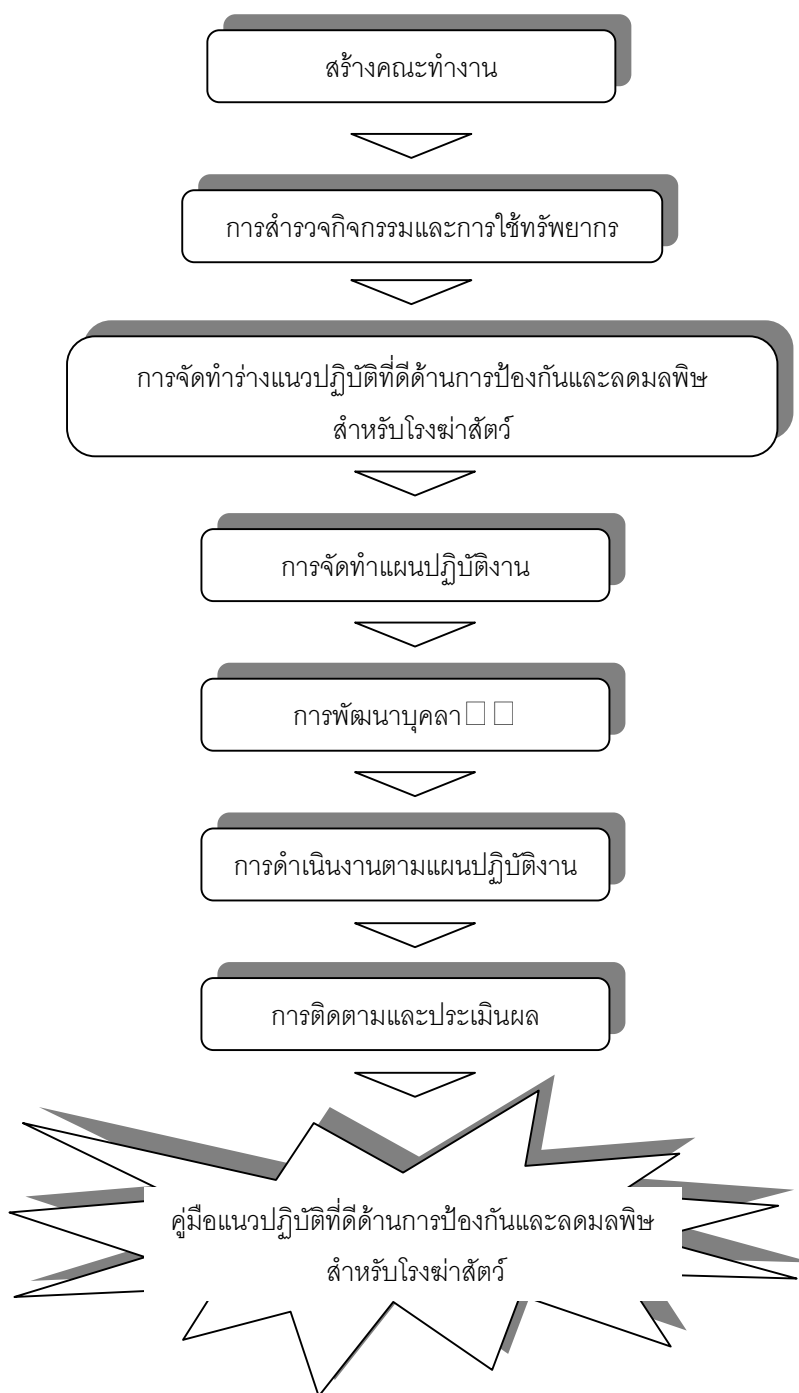 สร้างคณะทำงาน
การสำรวจกิจกรรมและการใช้ทรัพยากร
การจัดทำร่างแนวปฏิบัติที่ดีด้านการป้องกันและลดมลพิษ
สำหรับโรงฆ่าสัตว์
การจัดทำแผนปฏิบัติงาน
การพัฒนาบุคลา□□
การดำเนินงานตามแผนปฏิบัติงาน
การติดตามและประเมินผล
คู่มือแนวปฏิบัติที่ดีด้านการป้องกันและลดมลพิษ
สำหรับโรงฆ่าสัตว์